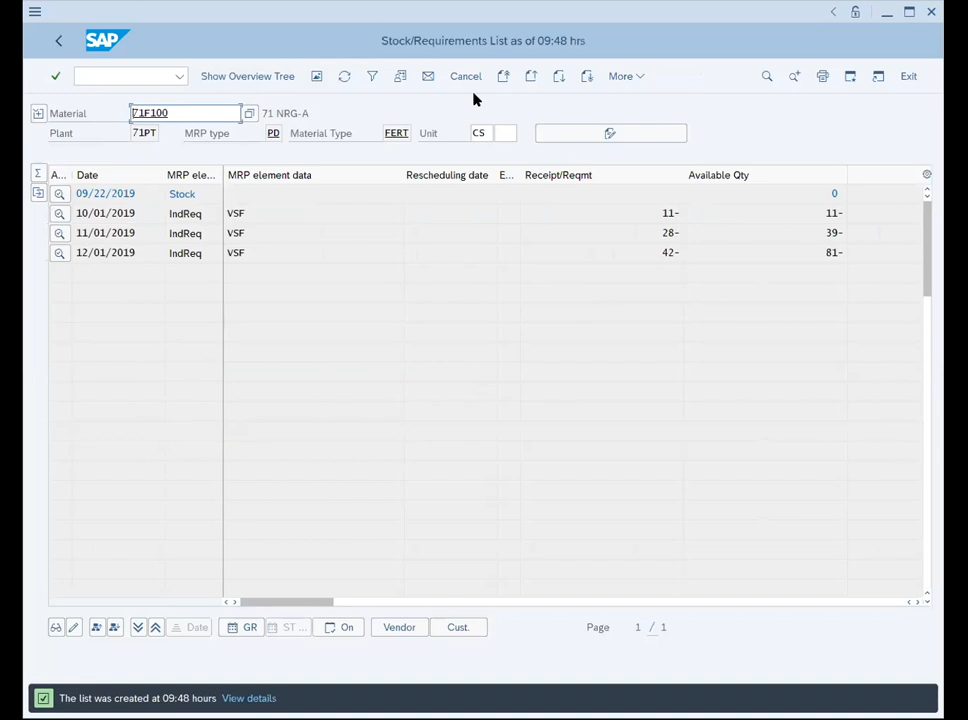 SAP
Stock/Requirements List as of 09:48 hrs
Show Overview Tree
Cancel
More
Exit
Material 71F100 71 NRG-A
Plant 71PT MRP type PD Material Type FERT Unit CS
A... Date MRP ele... MRP element data Rescheduling date E... Receipt/Reqmt Available Qty
09/22/2019 Stock 0
10/01/2019 IndReq VSF 11- 11-
11/01/2019 IndReq VSF 28- 39-
12/01/2019 IndReq VSF 42- 81-
Date GR ST ... On Vendor Cust. Page 1 / 1
The list was created at 09:48 hours View details